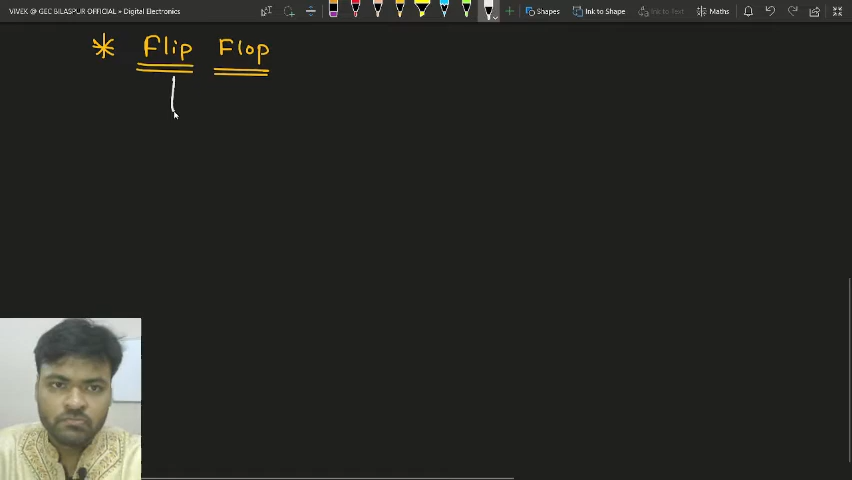 VIVEK @ GEC BILASPUR OFFICIAL » Digital Electronics
Shapes
Ink to Shape
Ink to Text
Maths
* Flip Flop